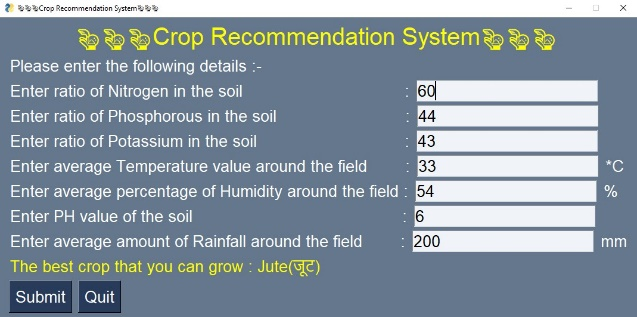 Crop Recommendation System
Crop Recommendation System
Please enter the following details :-
Enter ratio of Nitrogen in the soil : 60
Enter ratio of Phosphorous in the soil : 44
Enter ratio of Potassium in the soil : 43
Enter average Temperature value around the field : 33 *C
Enter average percentage of Humidity around the field : 54 %
Enter PH value of the soil : 6
Enter average amount of Rainfall around the field : 200 mm
The best crop that you can grow : Jute(जूट)
Submit Quit